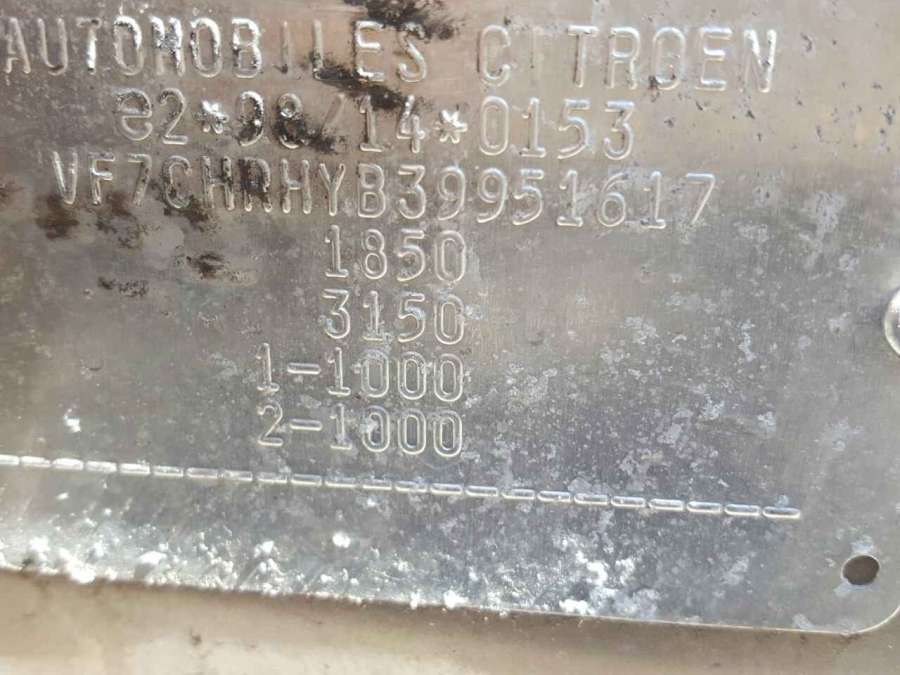 AUTOMOBILES CITROEN
e2*98/14*0153
VF7CHRHYB39951617
1850
3150
1-1000
2-1000